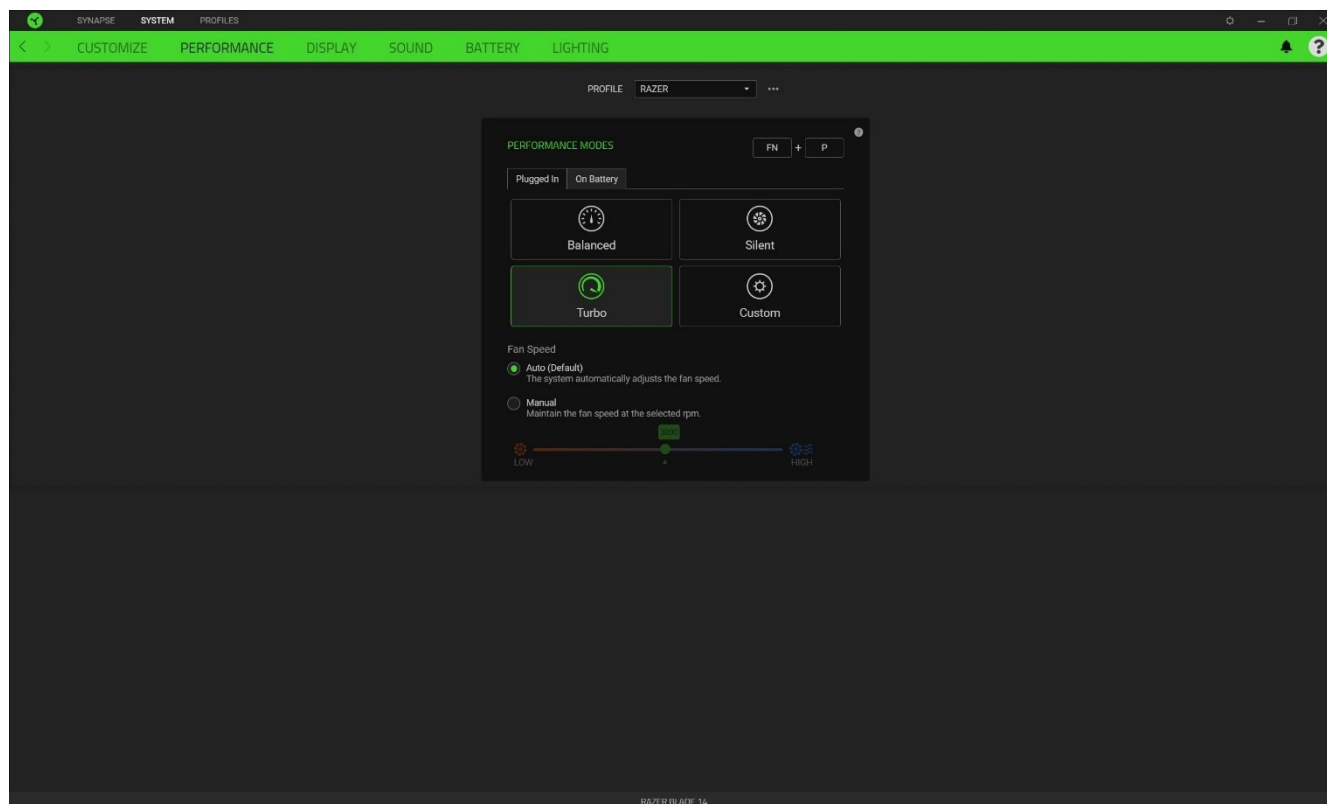 SYNAPSE SYSTEM PROFILES
CUSTOMIZE PERFORMANCE DISPLAY SOUND BATTERY LIGHTING
PROFILE RAZER
PERFORMANCE MODES FN + P
Plugged In On Battery
Balanced Silent
Turbo Custom
Fan Speed
Auto (Default)
The system automatically adjusts the fan speed.
Manual
Maintain the fan speed at the selected rpm.
LOW HIGH
RAZER BLADE 14